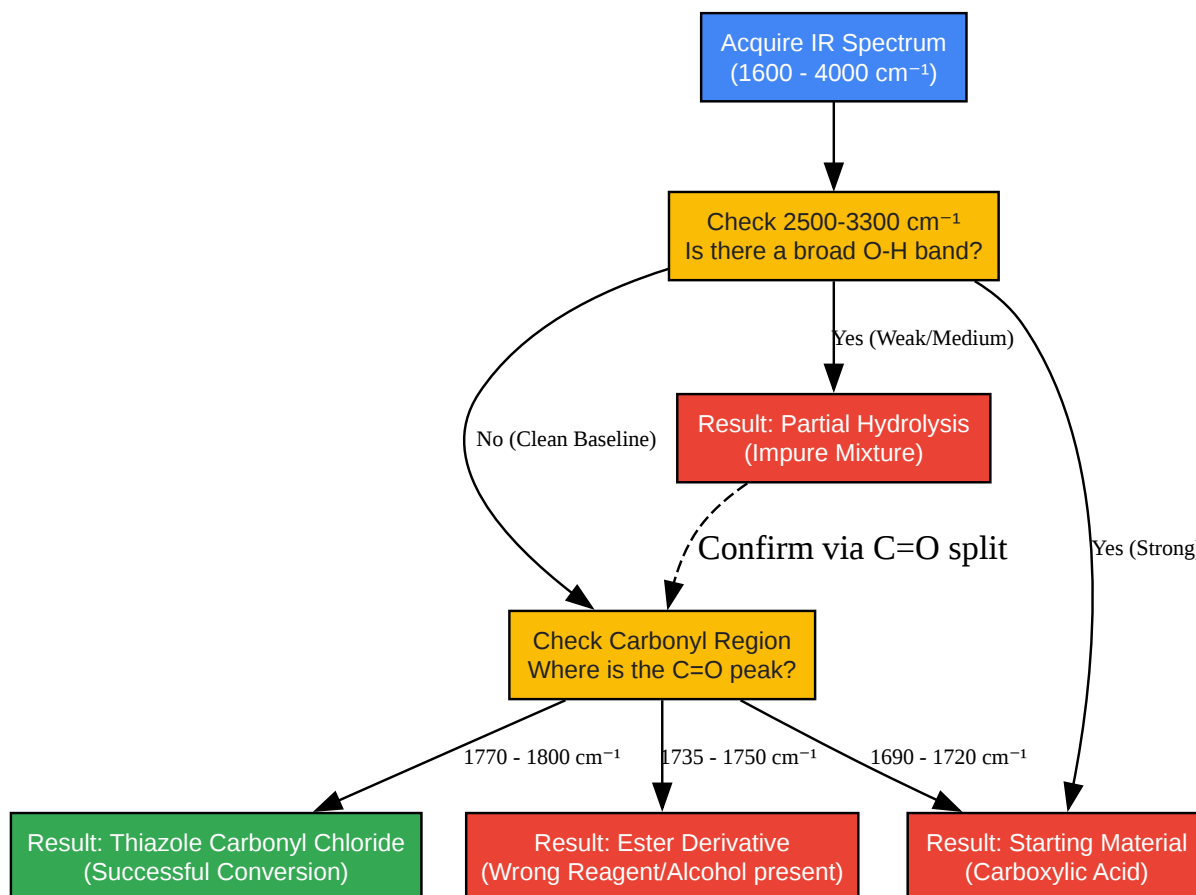 Acquire IR Spectrum
(1600 - 4000 cm⁻¹)
Check 2500-3300 cm⁻¹
Is there a broad O-H band?
Yes (Weak/Medium)
Result: Partial Hydrolysis
(Impure Mixture)
No (Clean Baseline)
Confirm via C=O split
Yes (Strong)
Check Carbonyl Region
Where is the C=O peak?
1770 - 1800 cm⁻¹
1735 - 1750 cm⁻¹
1690 - 1720 cm⁻¹
Result: Thiazole Carbonyl Chloride
(Successful Conversion)
Result: Ester Derivative
(Wrong Reagent/Alcohol present)
Result: Starting Material
(Carboxylic Acid)